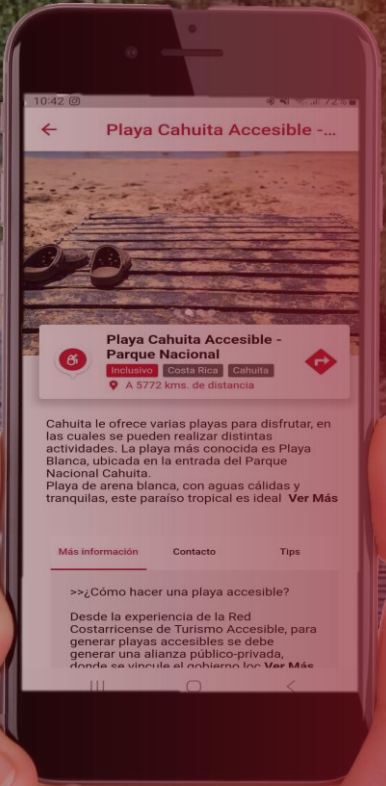 10:42
72%
Playa Cahuita Accesible -...
Playa Cahuita Accesible -
Parque Nacional
Inclusivo Costa Rica Cahuita
A 5772 kms. de distancia
Cahuita le ofrece varias playas para disfrutar, en
las cuales se pueden realizar distintas
actividades. La playa más conocida es Playa
Blanca, ubicada en la entrada del Parque
Nacional Cahuita.
Playa de arena blanca, con aguas cálidas y
tranquilas, este paraíso tropical es ideal Ver Más
Más información Contacto Tips
>>¿Cómo hacer una playa accesible?
Desde la experiencia de la Red
Costarricense de Turismo Accesible, para
generar playas accesibles se debe
generar una alianza público-privada,
donde se vincule el gobierno loc Ver Más